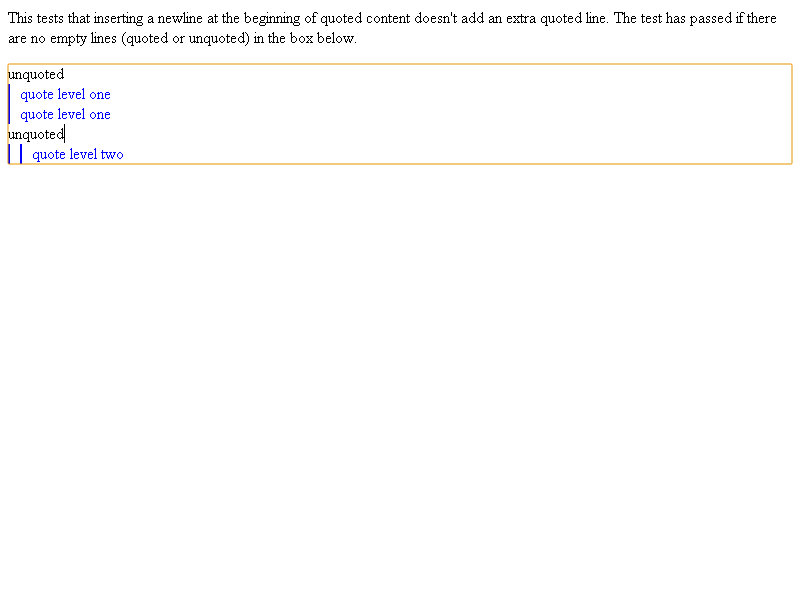 This tests that inserting a newline at the beginning of quoted content doesn't add an extra quoted line. The test has passed if there
are no empty lines (quoted or unquoted) in the box below.
unquoted
quote level one
quote level one
unquoted
quote level two